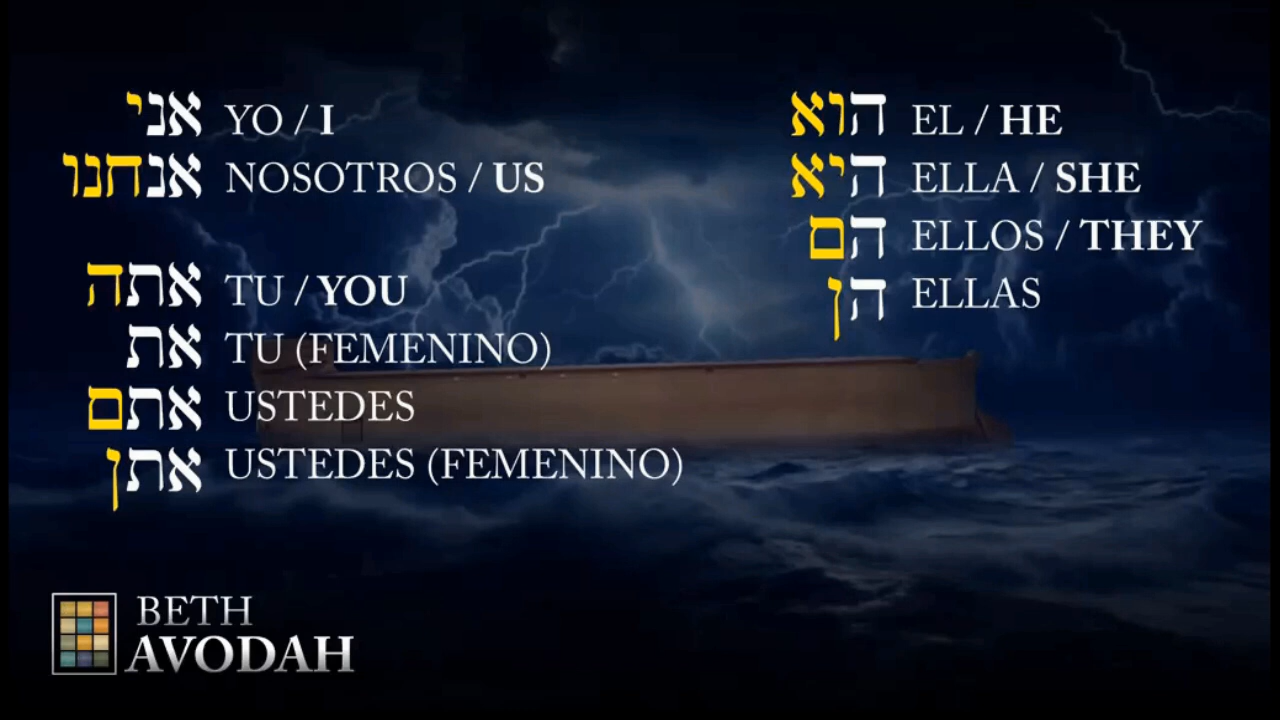 אני YO / I
אנחנו NOSOTROS / US
אתה TU / YOU
את TU (FEMENINO)
אתם USTEDES
אתן USTEDES (FEMENINO)
הוא EL / HE
היא ELLA / SHE
הם ELLOS / THEY
הן ELLAS
BETH
AVODAH